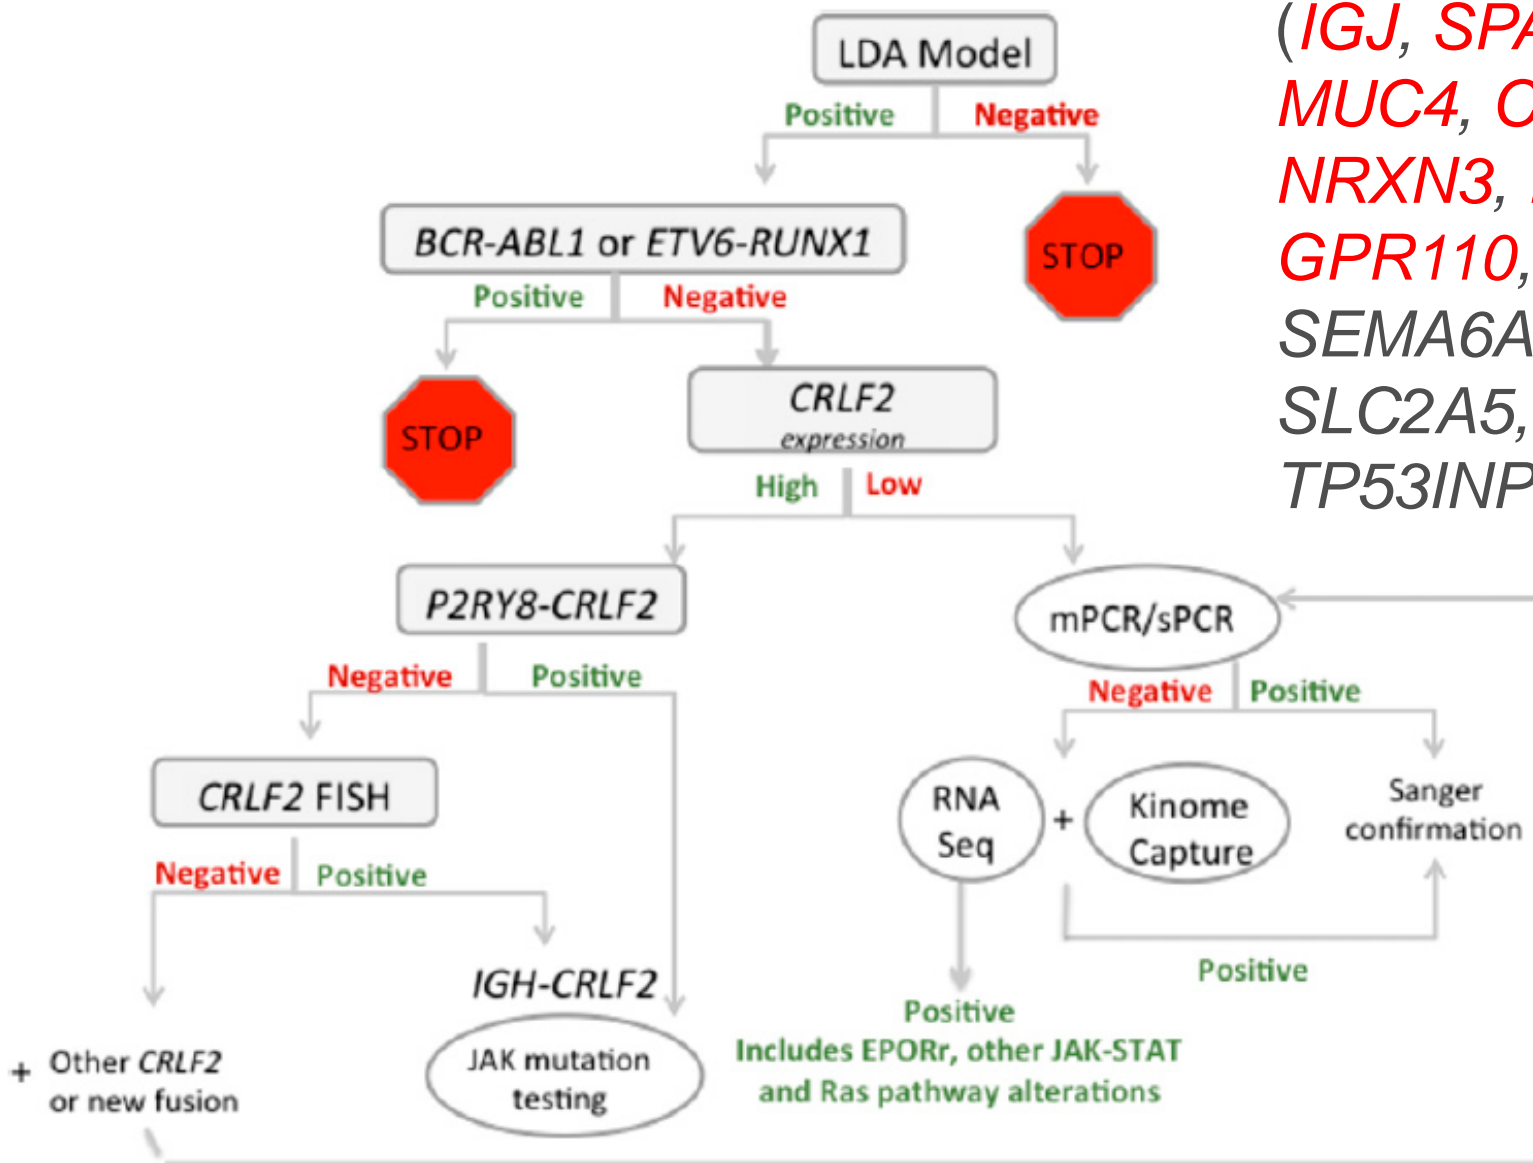 LDA Model
Positive Negative
BCR-ABL1 or ETV6-RUNX1
STOP
Positive Negative
STOP
CRLF2
expression
High Low
P2RY8-CRLF2
mPCR/sPCR
Negative Positive
Negative Positive
CRLF2 FISH
RNA
Seq
+
Kinome
Capture
Sanger
confirmation
Negative Positive
Positive
IGH-CRLF2
JAK mutation
testing
Positive
Includes EPORr, other JAK-STAT
and Ras pathway alterations
+ Other CRLF2
or new fusion
(IGJ,
MUC4,
NRXN3,
GPR110,
SEMA6A
SLC2A5,